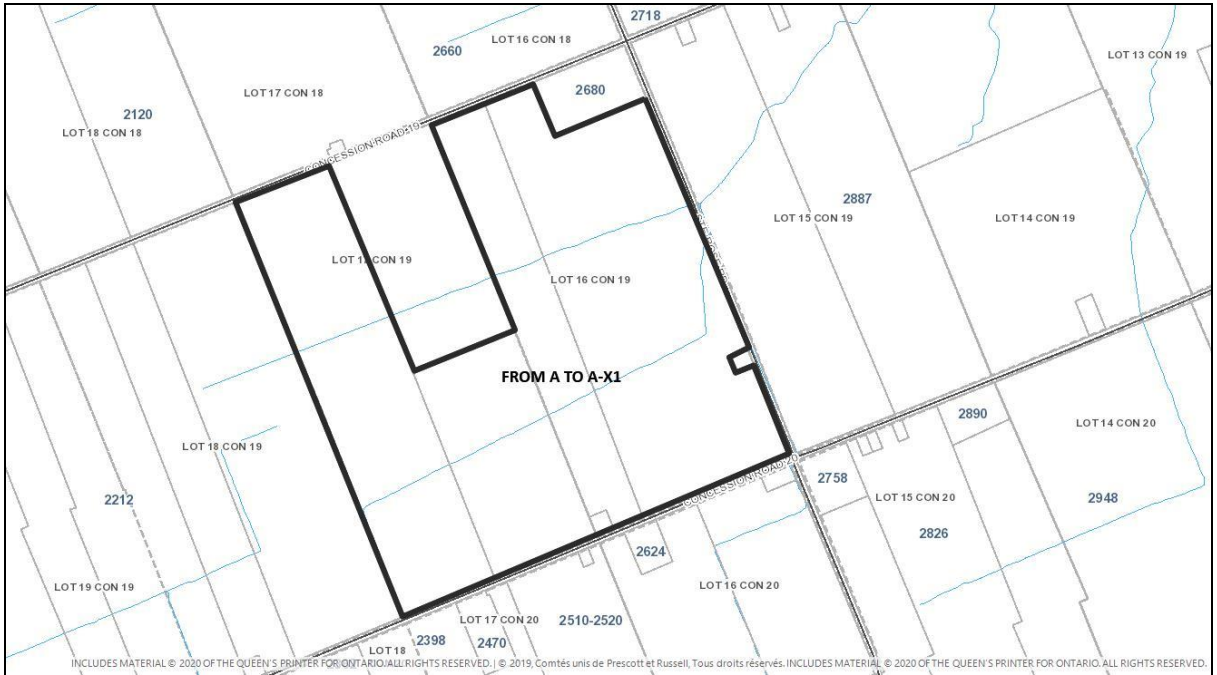 2718
LOT 16 CON 18
2660
LOT 13 CON 19
LOT 17 CON 18
2680
2120
LOT 18 CON 18
CONCESSION ROAD 19
2887
LOT 15 CON 19
LOT 14 CON 19
LOT 17 CON 19
LOT 16 CON 19
FROM A TO A-X1
2890
LOT 14 CON 20
LOT 18 CON 19
CONCESSION ROAD 20
2758
LOT 15 CON 20
2948
2212
2826
2624
LOT 19 CON 19
LOT 16 CON 20
LOT 17 CON 20
2510-2520
2398
2470
LOT 18
INCLUDES MATERIAL © 2020 OF THE QUEEN'S PRINTER FOR ONTARIO. ALL RIGHTS RESERVED. | © 2019, Comtés unis de Prescott et Russell, Tous droits réservés. INCLUDES MATERIAL © 2020 OF THE QUEEN'S PRINTER FOR ONTARIO. ALL RIGHTS RESERVED.